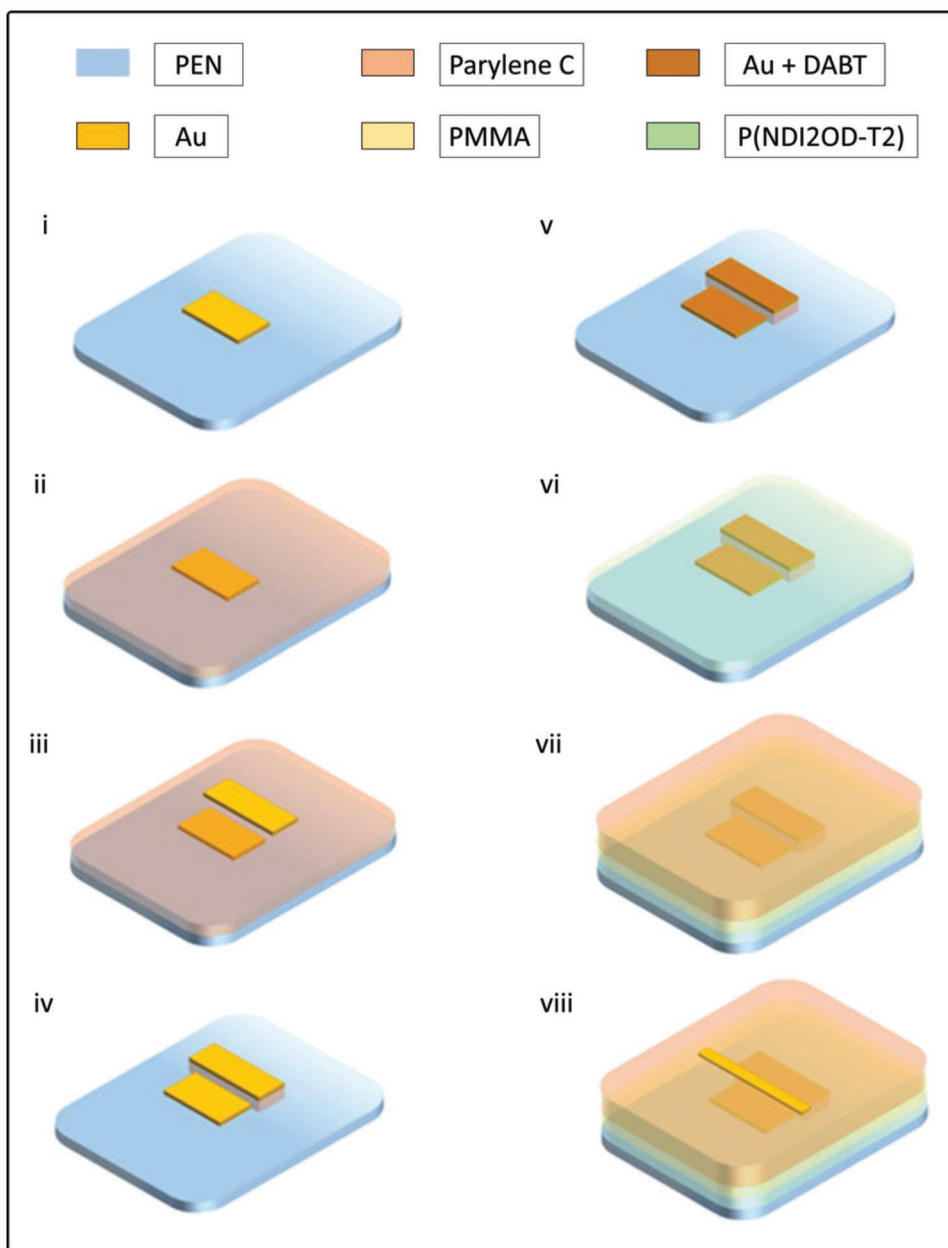 PEN Parylene C Au + DABT
Au PMMA P(NDI2OD-T2)
i v
ii vi
iii vii
iv viii